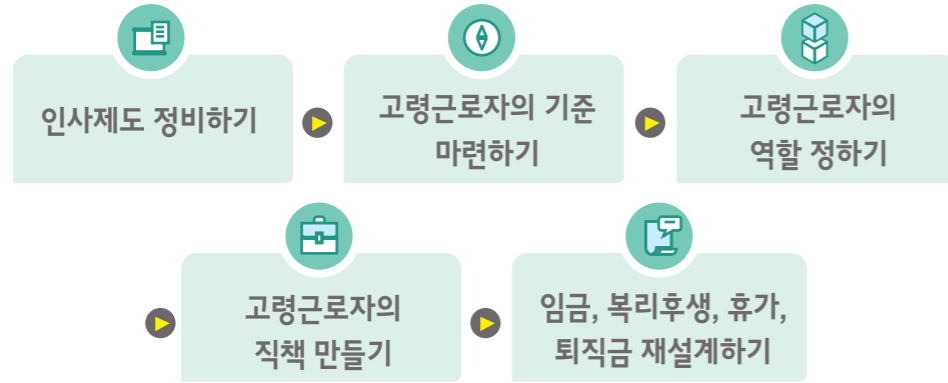 인사제도 정비하기
고령근로자의 기준
마련하기
고령근로자의
역할 정하기
고령근로자의
직책 만들기
임금, 복리후생, 휴가,
퇴직금 재설계하기